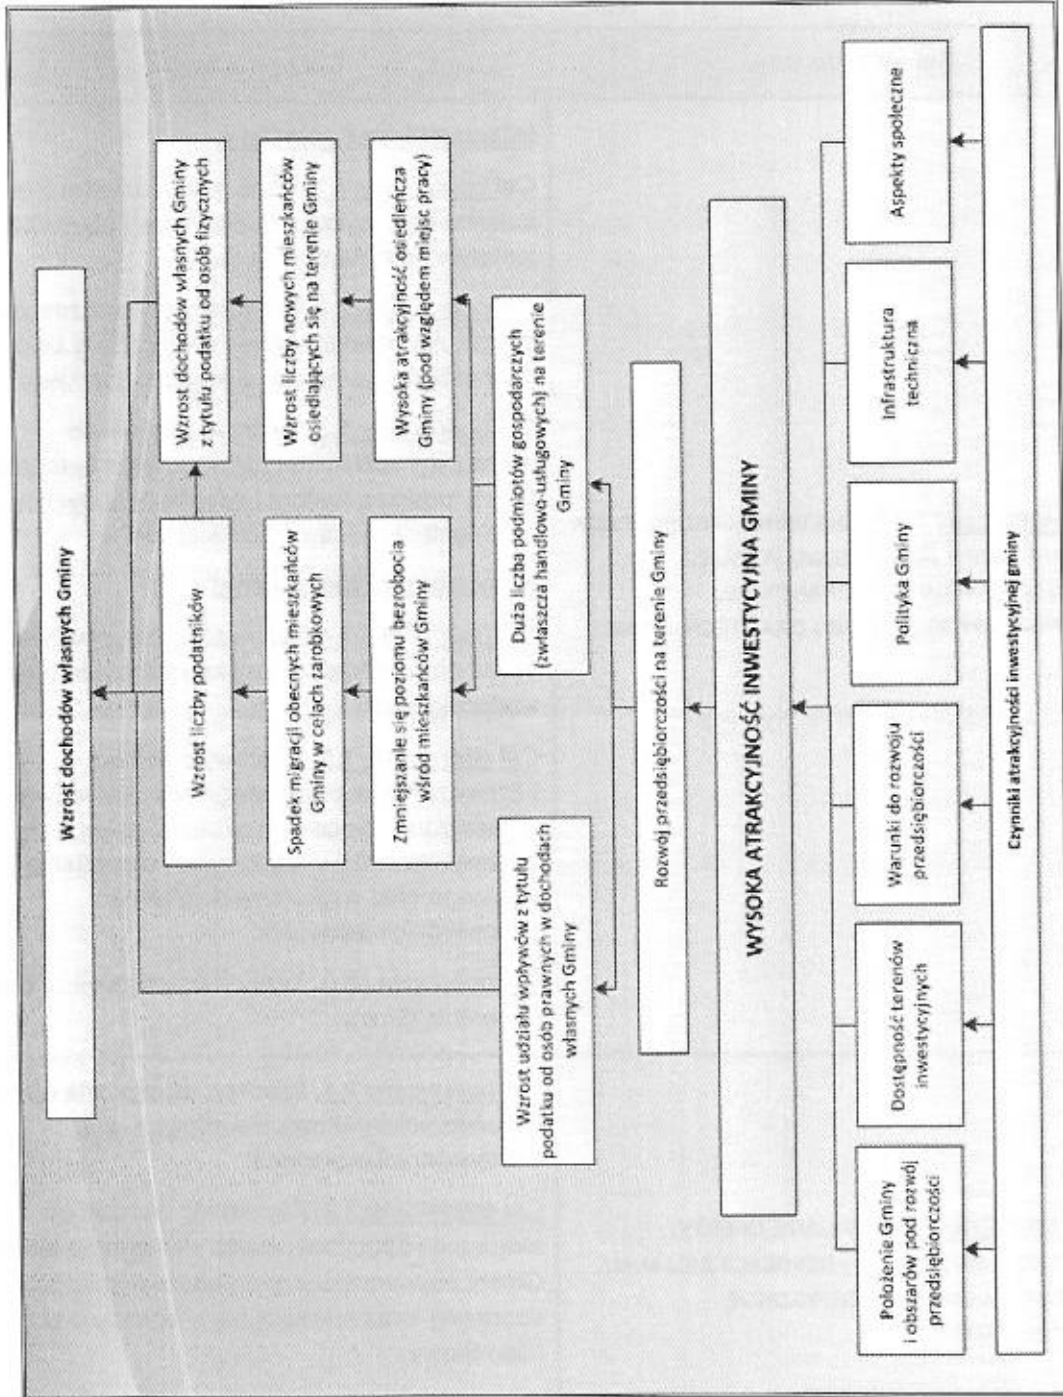 Wzrost dochodów własnych Gminy
Wzrost liczby podatników
Wzrost dochodów własnych Gminy
z tytułu podatku od osób fizycznych
Spadek migracji obecnych mieszkańców
Gminy w celach zarobkowych
Wzrost liczby nowych mieszkańców
osiedlających się na terenie Gminy
Zmniejszanie się poziomu bezrobocia
wśród mieszkańców Gminy
Wysoka atrakcyjność osiedleńcza
Gminy (pod względem miejsc pracy)
Wzrost udziału wpływów z tytułu
podatku od osób prawnych w dochodach
własnych Gminy
Duża liczba podmiotów gospodarczych
(zwłaszcza handlowo-usługowych) na terenie
Gminy
Rozwój przedsiębiorczości na terenie Gminy
WYSOKA ATRAKCYJNOŚĆ INWESTYCYJNA GMINY
Położenie Gminy
i obszarów pod rozwój
przedsiębiorczości
Dostępność terenów
inwestycyjnych
Warunki do rozwoju
przedsiębiorczości
Polityka Gminy
Infrastruktura
techniczna
Aspekty społeczne
Czynniki atrakcyjności inwestycyjnej gminy